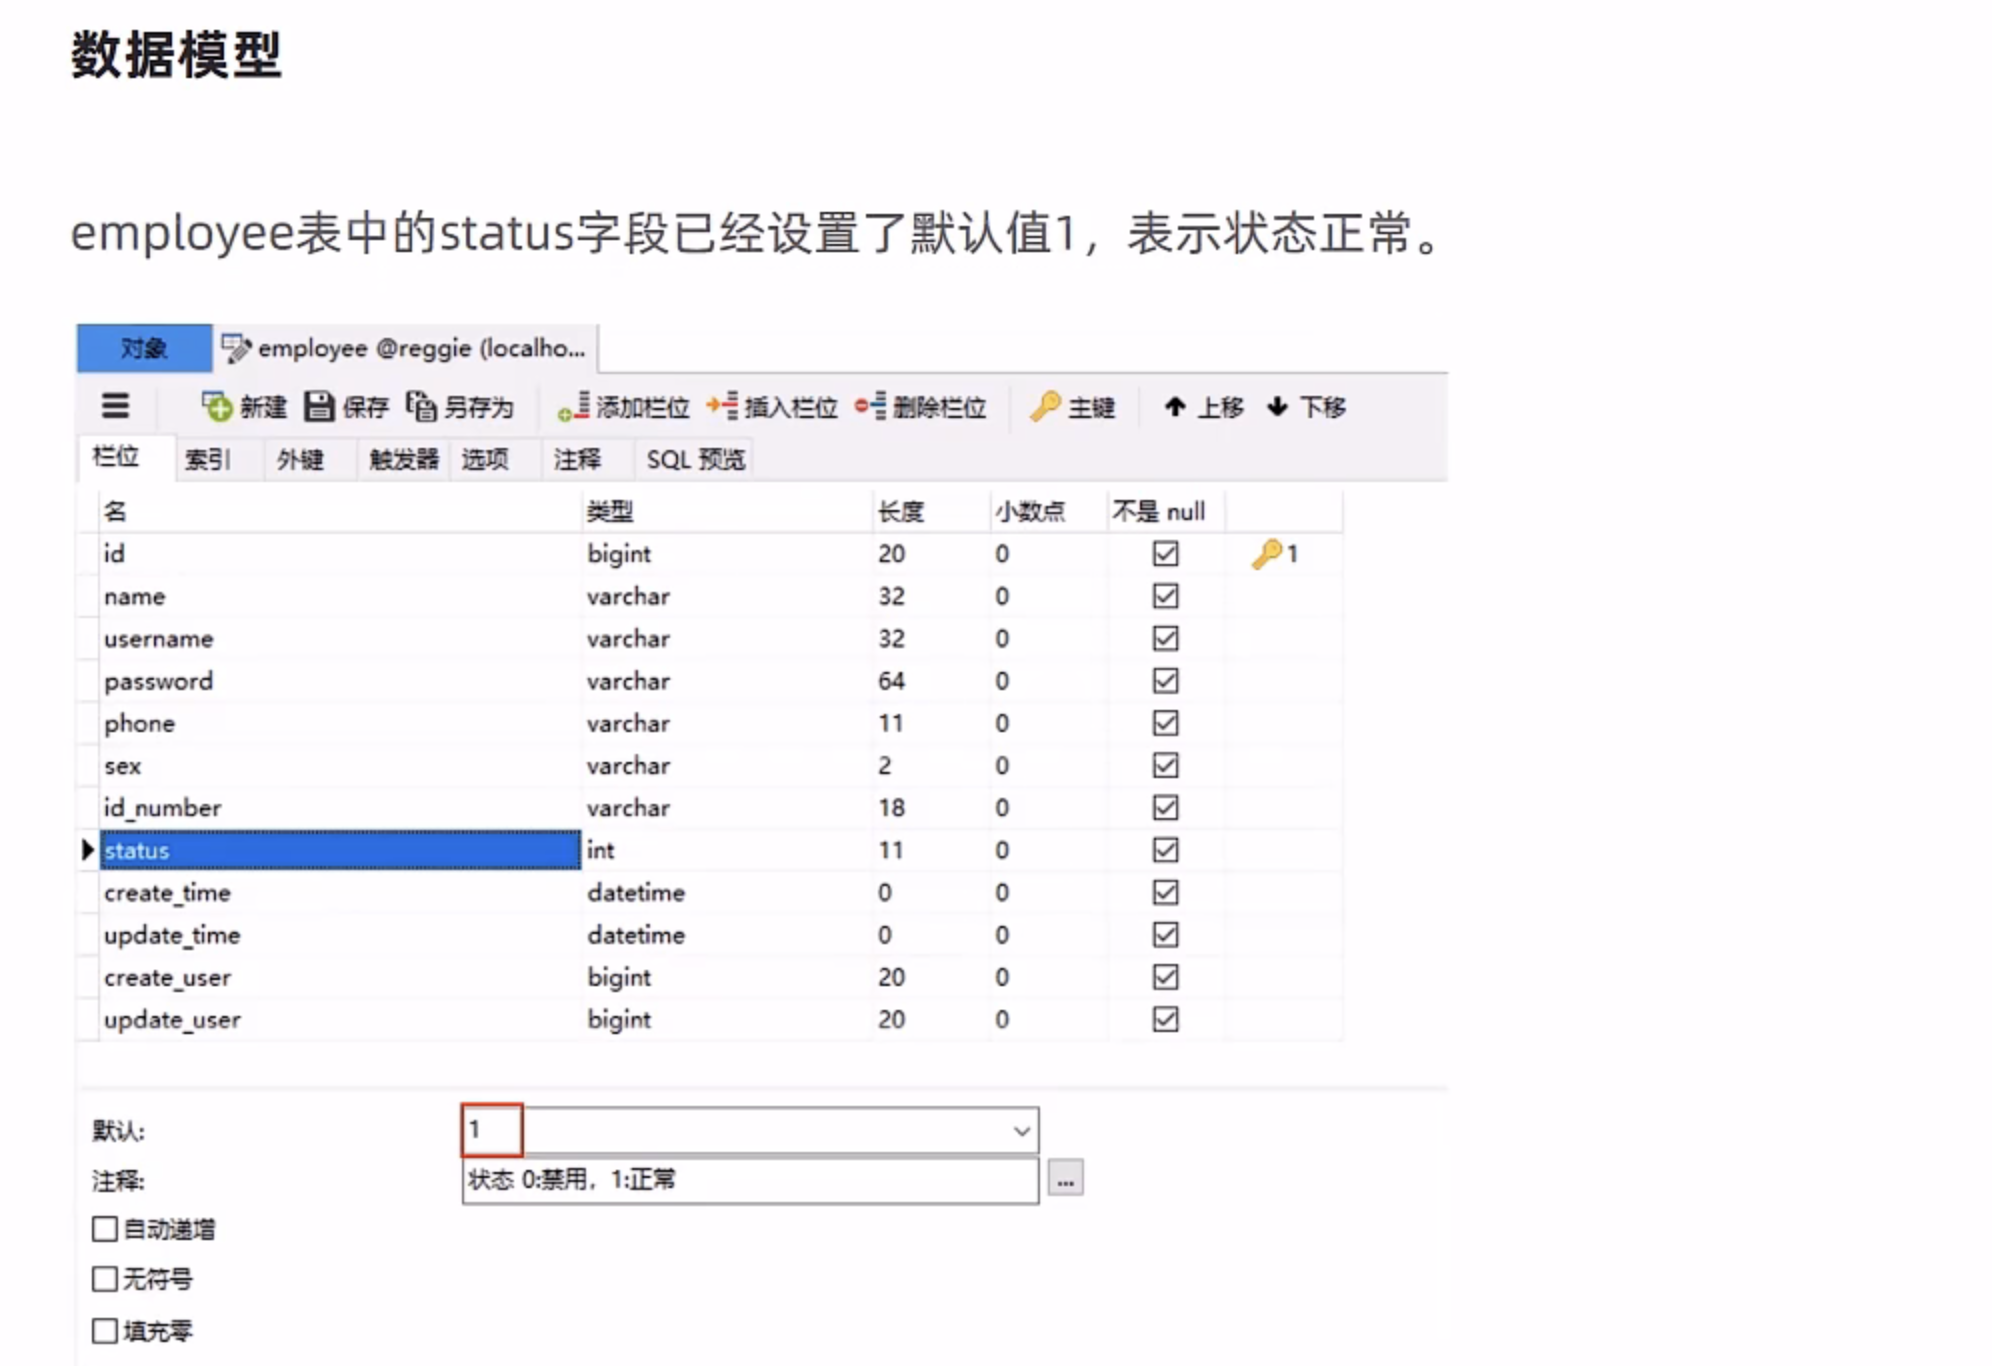 数据模型
employee表中的status字段已经设置了默认值1，表示状态正常。
对象 employee @reggie (localho...
新建 保存 另存为 添加栏位 插入栏位 删除栏位 主键 上移 下移
栏位 索引 外键 触发器 选项 注释 SQL 预览
名 类型 长度 小数点 不是 null
id bigint 20 0 1
name varchar 32 0
username varchar 32 0
password varchar 64 0
phone varchar 11 0
sex varchar 2 0
id_number varchar 18 0
status int 11 0
create_time datetime 0 0
update_time datetime 0 0
create_user bigint 20 0
update_user bigint 20 0
默认: 1
注释: 状态 0:禁用，1:正常 ...
自动递增
无符号
填充零